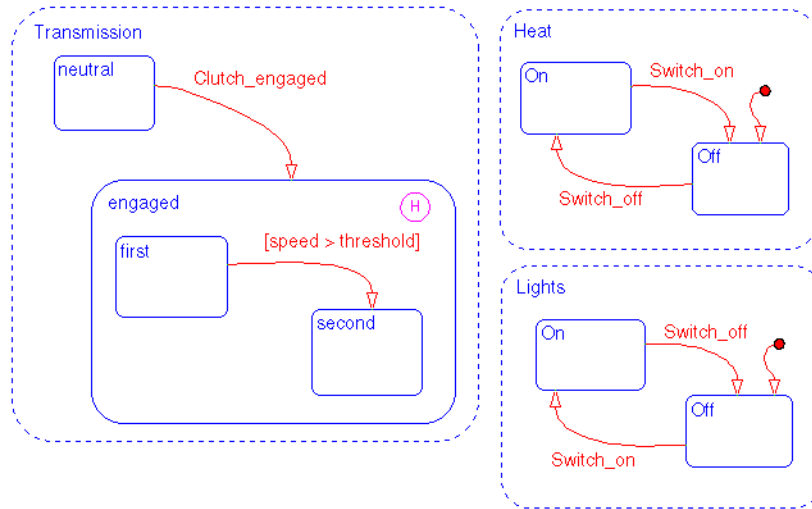 Transmission
neutral
Clutch_engaged
engaged
H
first
[speed > threshold]
second
Heat
On
Switch_on
Off
Switch_off
Lights
On
Switch_off
Off
Switch_on